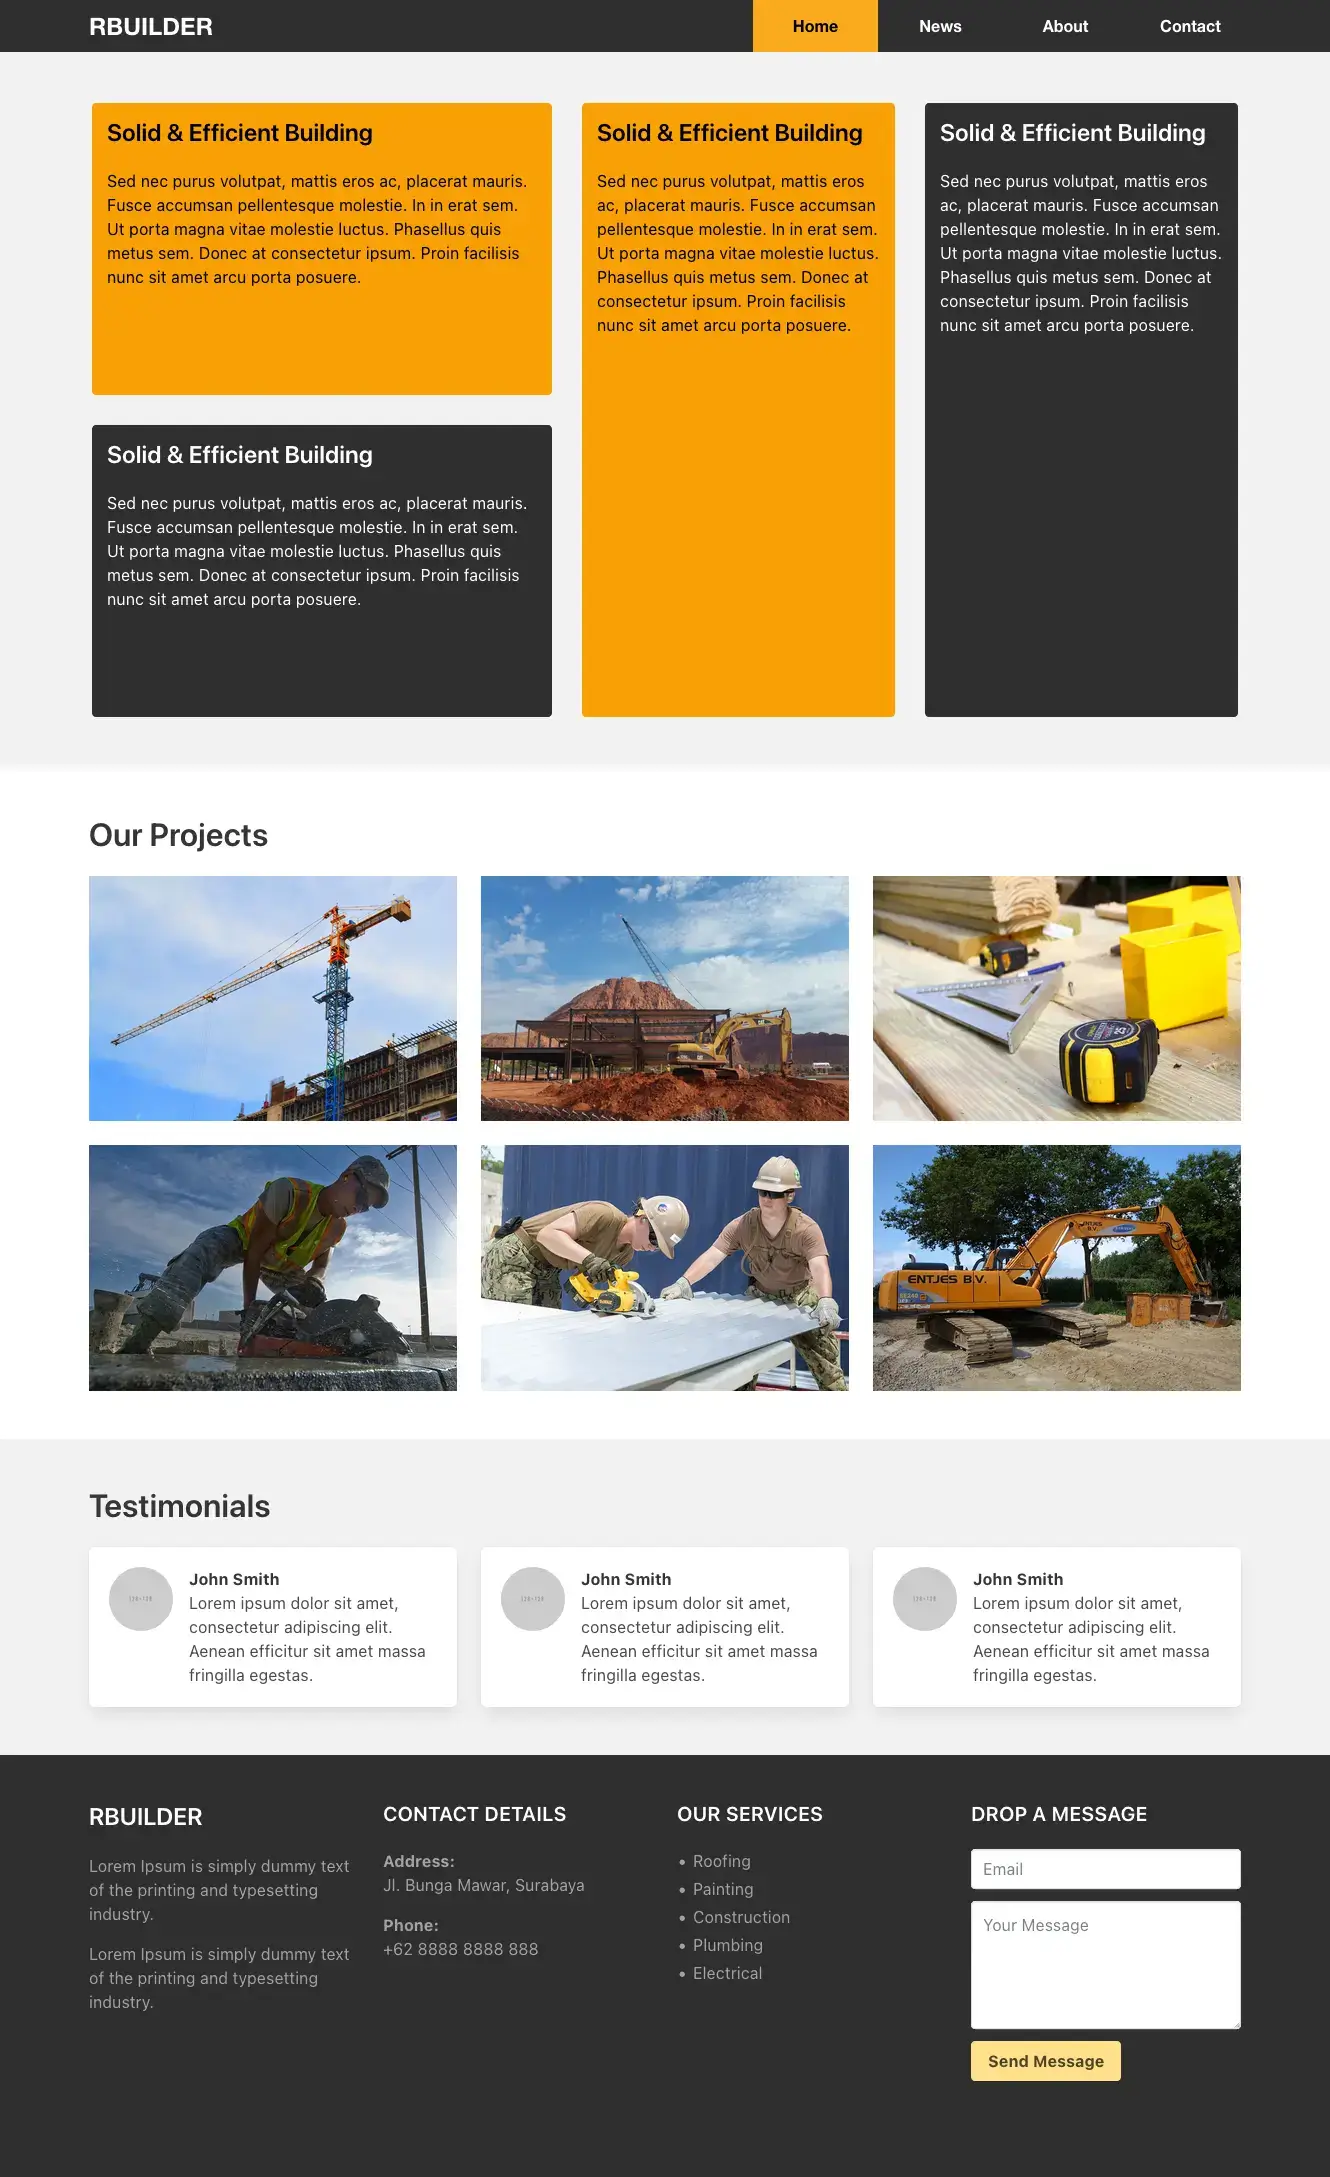 RBUILDER
Home
News
About
Contact
Solid & Efficient Building
Sed nec purus volutpat, mattis eros ac, placerat mauris.
Fusce accumsan pellentesque molestie. In in erat sem.
Ut porta magna vitae molestie luctus. Phasellus quis
metus sem. Donec at consectetur ipsum. Proin facilisis
nunc sit amet arcu porta posuere.
Solid & Efficient Building
Sed nec purus volutpat, mattis eros ac, placerat mauris.
Fusce accumsan pellentesque molestie. In in erat sem.
Ut porta magna vitae molestie luctus. Phasellus quis
metus sem. Donec at consectetur ipsum. Proin facilisis
nunc sit amet arcu porta posuere.
Solid & Efficient Building
Sed nec purus volutpat, mattis eros
ac, placerat mauris. Fusce accumsan
pellentesque molestie. In in erat sem.
Ut porta magna vitae molestie luctus.
Phasellus quis metus sem. Donec at
consectetur ipsum. Proin facilisis
nunc sit amet arcu porta posuere.
Solid & Efficient Building
Sed nec purus volutpat, mattis eros
ac, placerat mauris. Fusce accumsan
pellentesque molestie. In in erat sem.
Ut porta magna vitae molestie luctus.
Phasellus quis metus sem. Donec at
consectetur ipsum. Proin facilisis
nunc sit amet arcu porta posuere.
Our Projects
ENTJES B.V.
Testimonials
John Smith
Lorem ipsum dolor sit amet,
consectetur adipiscing elit.
Aenean efficitur sit amet massa
fringilla egestas.
John Smith
Lorem ipsum dolor sit amet,
consectetur adipiscing elit.
Aenean efficitur sit amet massa
fringilla egestas.
John Smith
Lorem ipsum dolor sit amet,
consectetur adipiscing elit.
Aenean efficitur sit amet massa
fringilla egestas.
RBUILDER
Lorem Ipsum is simply dummy text
of the printing and typesetting
industry.
Lorem Ipsum is simply dummy text
of the printing and typesetting
industry.
CONTACT DETAILS
Address:
Jl. Bunga Mawar, Surabaya
Phone:
+62 8888 8888 888
OUR SERVICES
• Roofing
• Painting
• Construction
• Plumbing
• Electrical
DROP A MESSAGE
Email
Your Message
Send Message